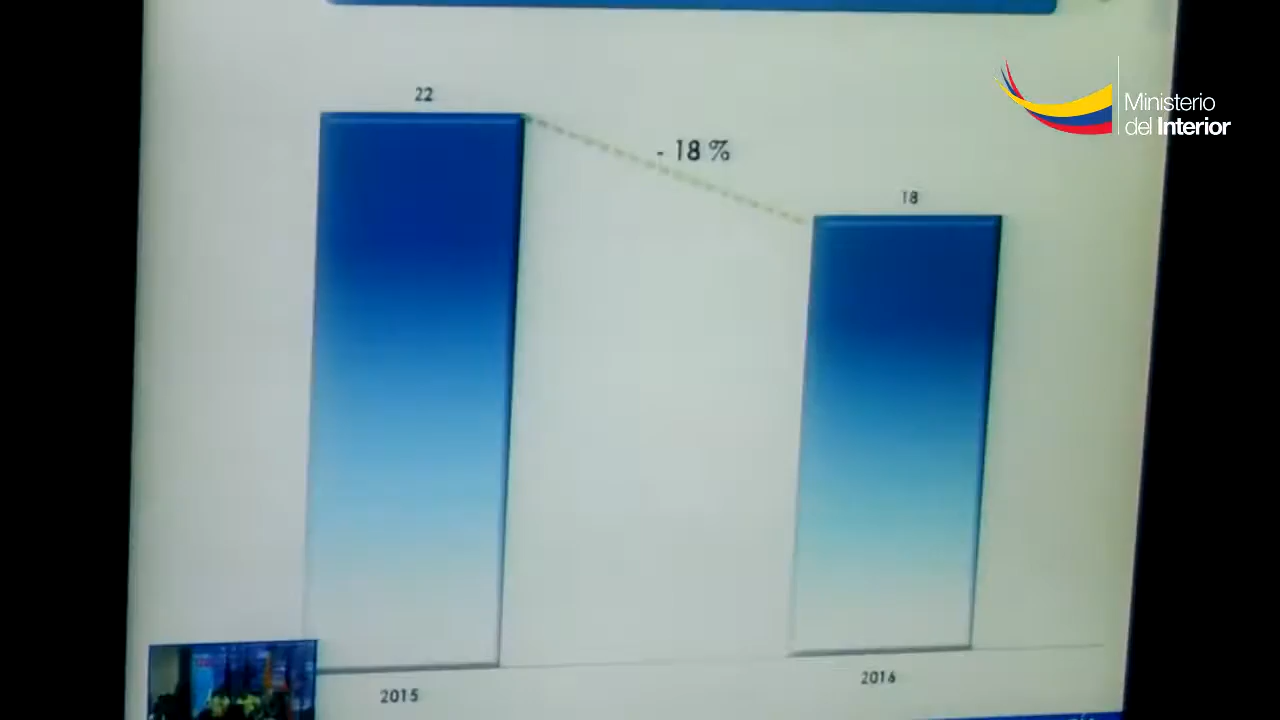 22
- 18 %
18
2015
2016
Ministerio
del Interior